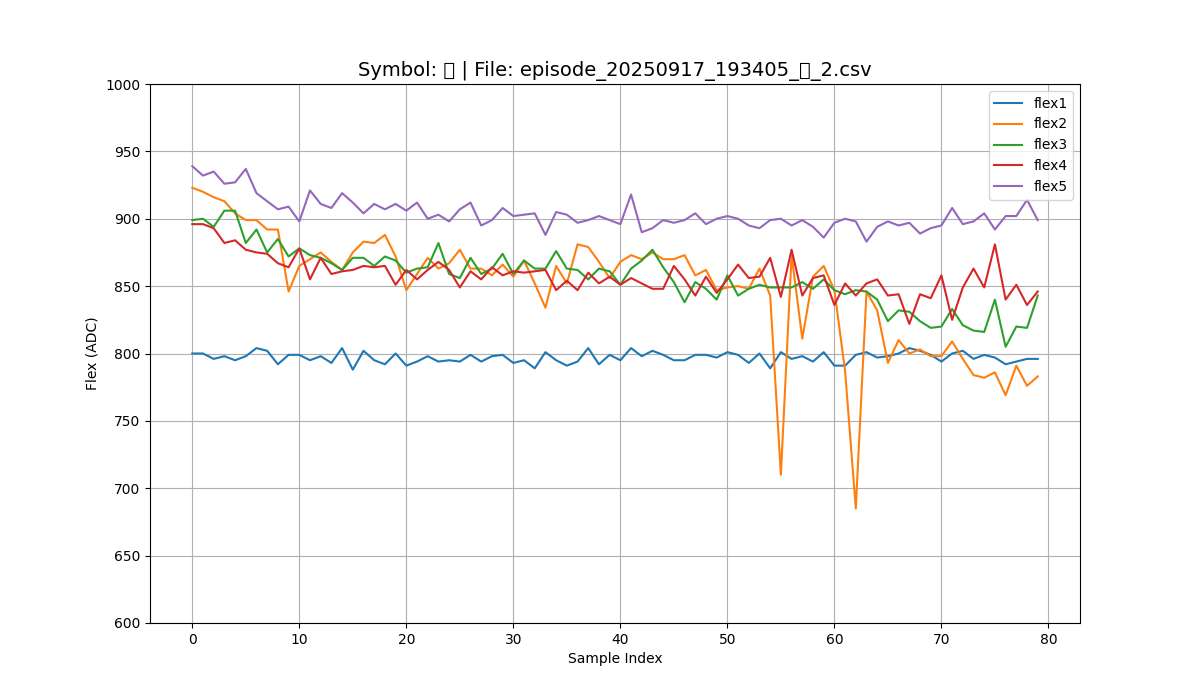 Symbol: ▯ | File: episode_20250917_193405_▯_2.csv
1000
950
900
850
800
750
700
650
600
Flex (ADC)
0 10 20 30 40 50 60 70 80
Sample Index
flex1
flex2
flex3
flex4
flex5